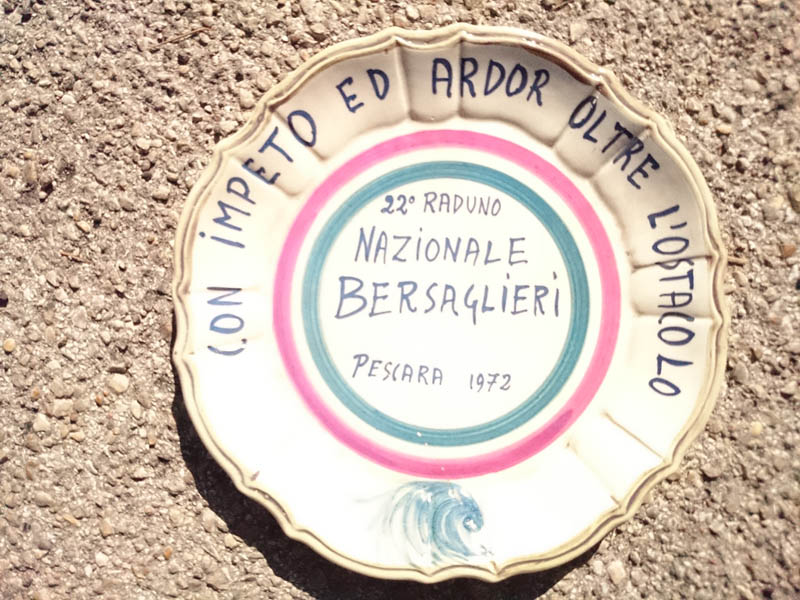 CON IMPETO ED ARDOR OLTRE L'OSTACOLO
22° RADUNO
NAZIONALE
BERSAGLIERI
PESCARA 1972